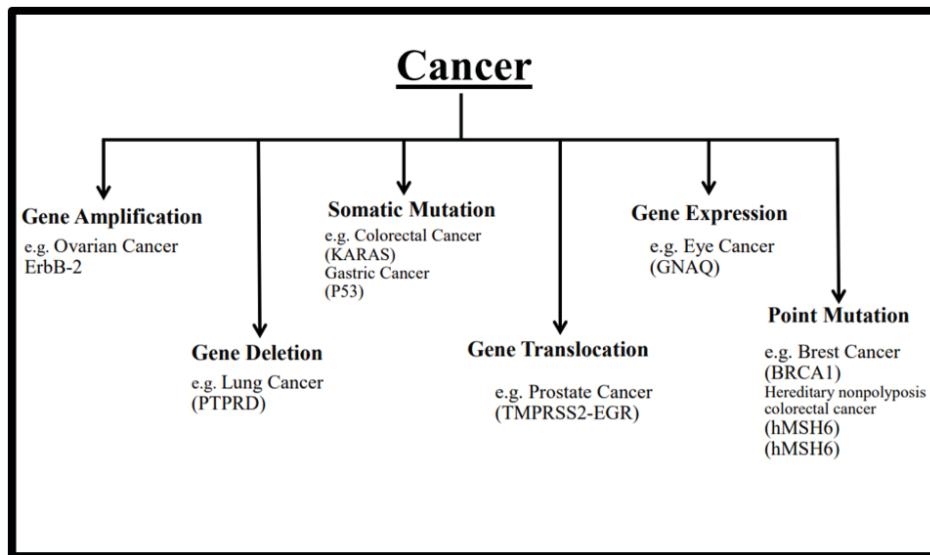 Cancer
Gene Amplification
e.g. Ovarian Cancer
ErbB-2
Gene Deletion
e.g. Lung Cancer
(PTPRD)
Somatic Mutation
e.g. Colorectal Cancer
(KARAS)
Gastric Cancer
(P53)
Gene Translocation
e.g. Prostate Cancer
(TMPRSS2-EGR)
Gene Expression
e.g. Eye Cancer
(GNAQ)
Point Mutation
e.g. Brest Cancer
(BRCA1)
Hereditary nonpolyposis
colorectal cancer
(hMSH6)
(hMSH6)